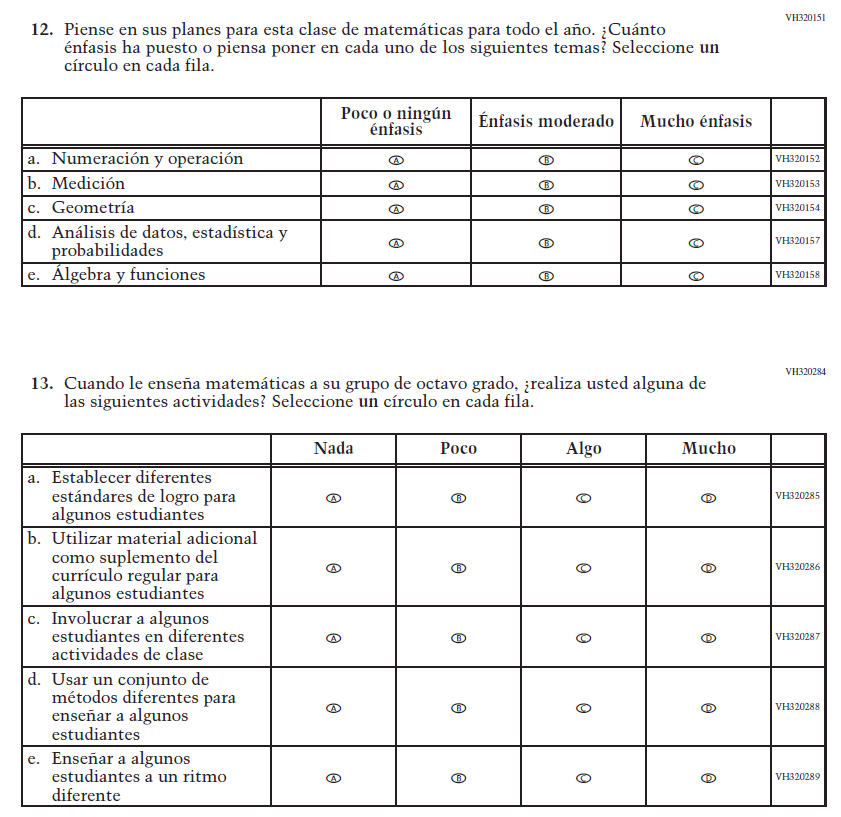 VH320151
12. Piense en sus planes para esta clase de matemáticas para todo el año. ¿Cuánto
énfasis ha puesto o piensa poner en cada uno de los siguientes temas? Seleccione un
círculo en cada fila.
Poco o ningún
énfasis
Énfasis moderado
Mucho énfasis
a. Numeración y operación A B C VH320152
b. Medición A B C VH320153
c. Geometría A B C VH320154
d. Análisis de datos, estadística y
probabilidades A B C VH320157
e. Álgebra y funciones A B C VH320158
VH320284
13. Cuando le enseña matemáticas a su grupo de octavo grado, ¿realiza usted alguna de
las siguientes actividades? Seleccione un círculo en cada fila.
Nada Poco Algo Mucho
a. Establecer diferentes
estándares de logro para A B C D VH320285
algunos estudiantes
b. Utilizar material adicional
como suplemento del
currículo regular para A B C D VH320286
algunos estudiantes
c. Involucrar a algunos
estudiantes en diferentes A B C D VH320287
actividades de clase
d. Usar un conjunto de
métodos diferentes para
enseñar a algunos A B C D VH320288
estudiantes
e. Enseñar a algunos
estudiantes a un ritmo A B C D VH320289
diferente